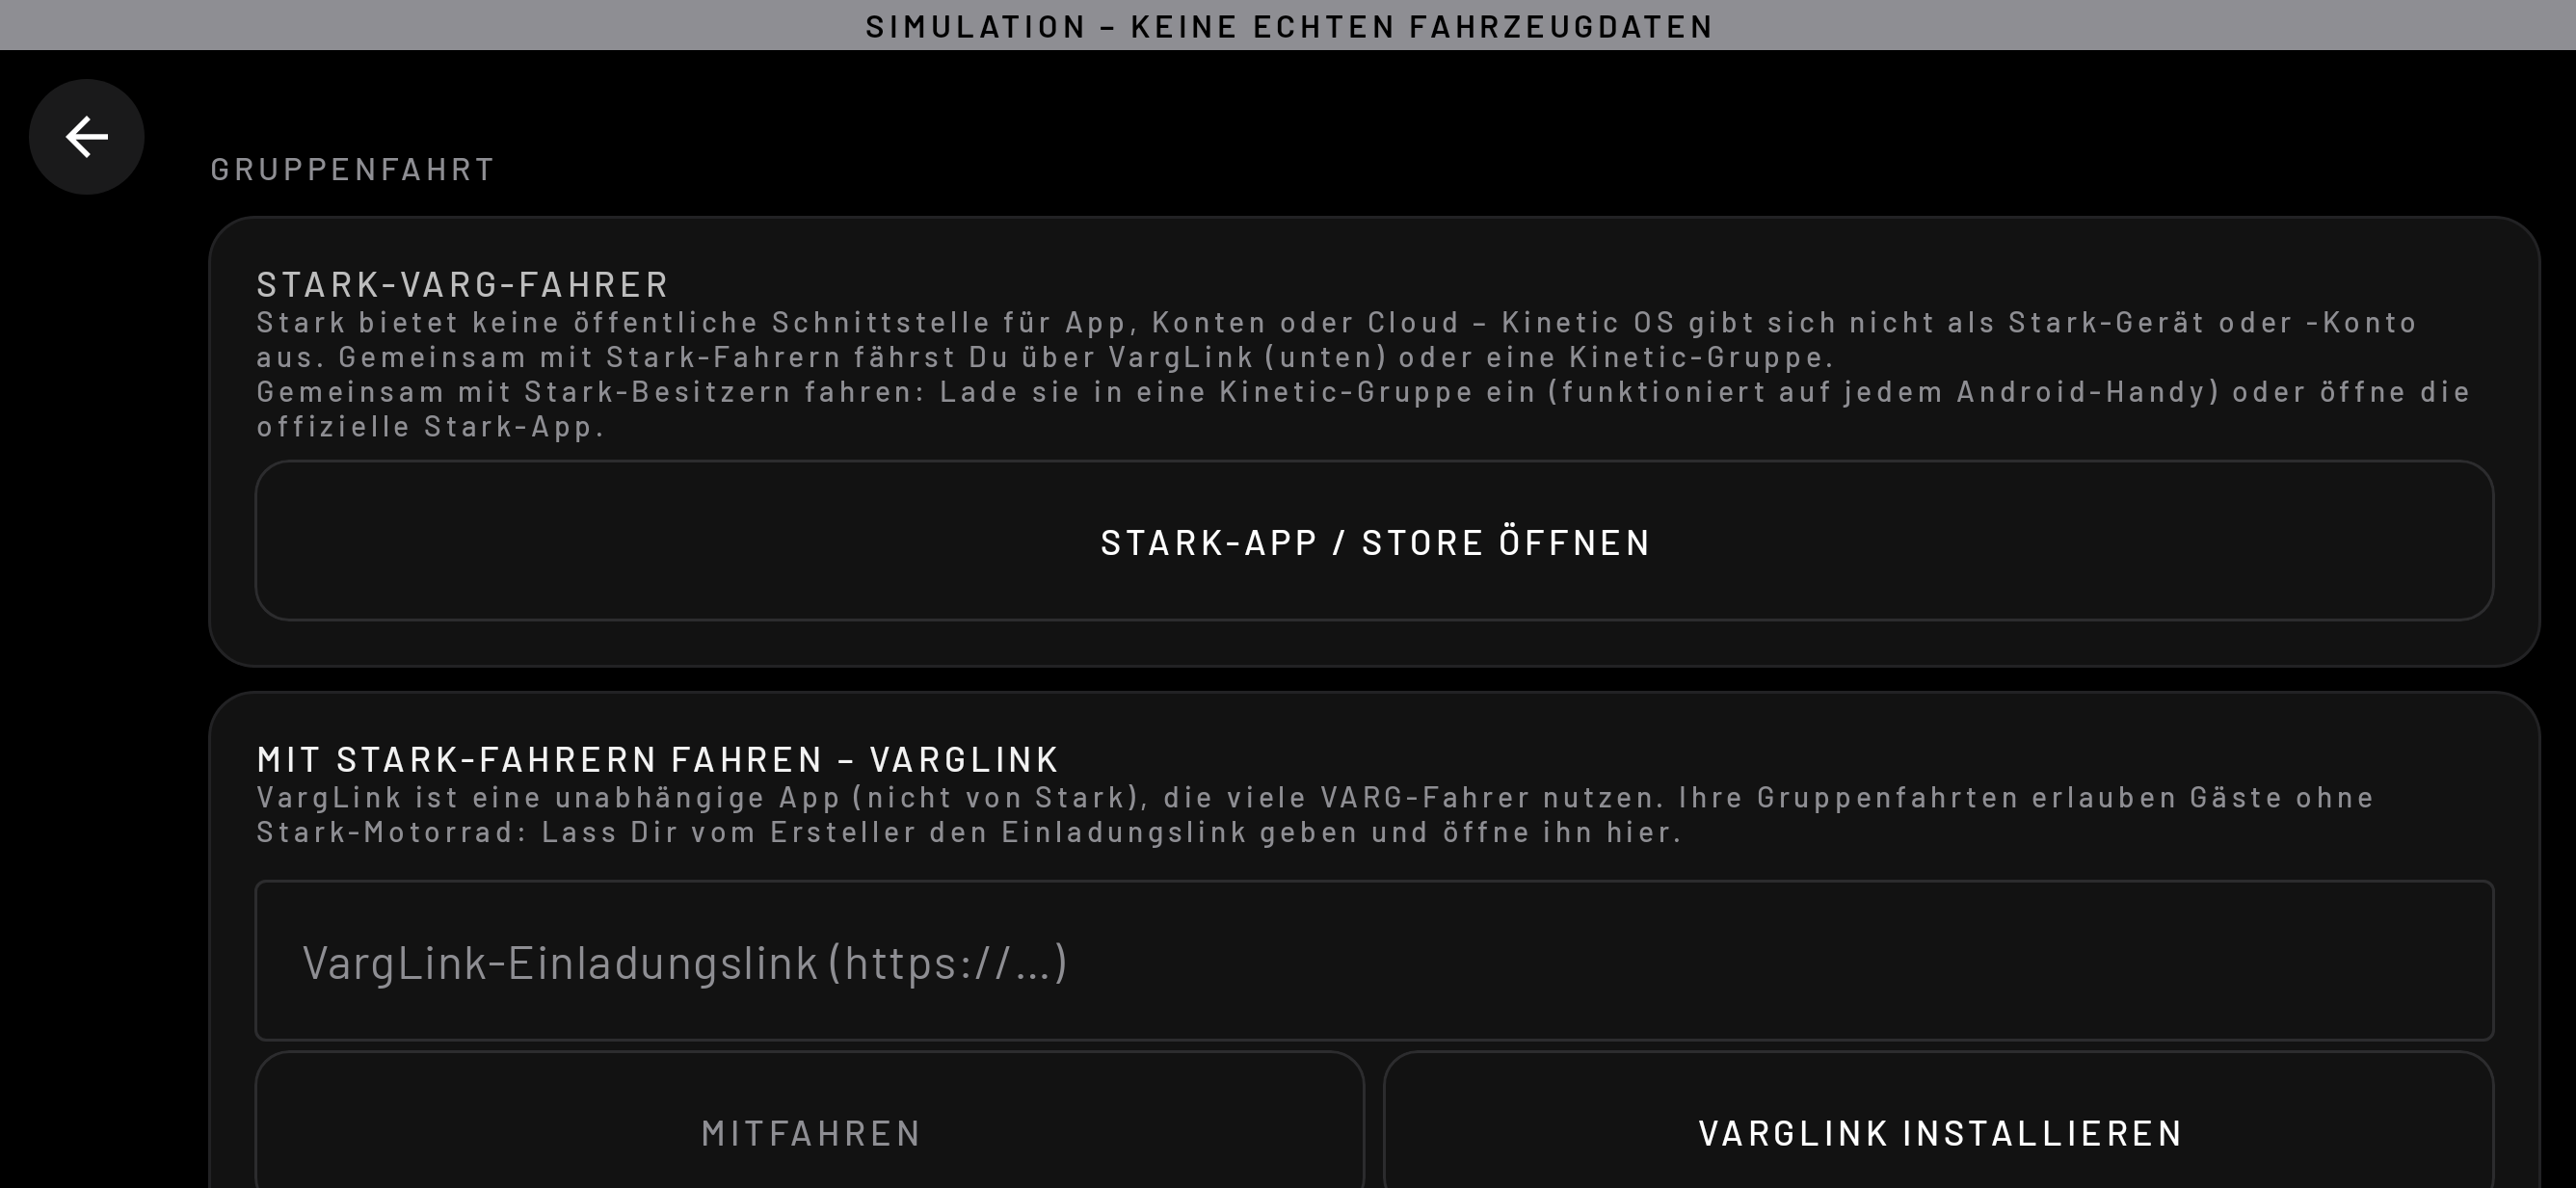 SIMULATION – KEINE ECHTEN FAHRZEUGDATEN
GRUPPENFAHRT
STARK-VARG-FAHRER
Stark bietet keine öffentliche Schnittstelle für App, Konten oder Cloud – Kinetic OS gibt sich nicht als Stark-Gerät oder -Konto
aus. Gemeinsam mit Stark-Fahrern fährst Du über VargLink (unten) oder eine Kinetic-Gruppe.
Gemeinsam mit Stark-Besitzern fahren: Lade sie in eine Kinetic-Gruppe ein (funktioniert auf jedem Android-Handy) oder öffne die
offizielle Stark-App.
STARK-APP / STORE ÖFFNEN
MIT STARK-FAHRERN FAHREN – VARGLINK
VargLink ist eine unabhängige App (nicht von Stark), die viele VARG-Fahrer nutzen. Ihre Gruppenfahrten erlauben Gäste ohne
Stark-Motorrad: Lass Dir vom Ersteller den Einladungslink geben und öffne ihn hier.
VargLink-Einladungslink (https://…)
MITFAHREN
VARGLINK INSTALLIEREN